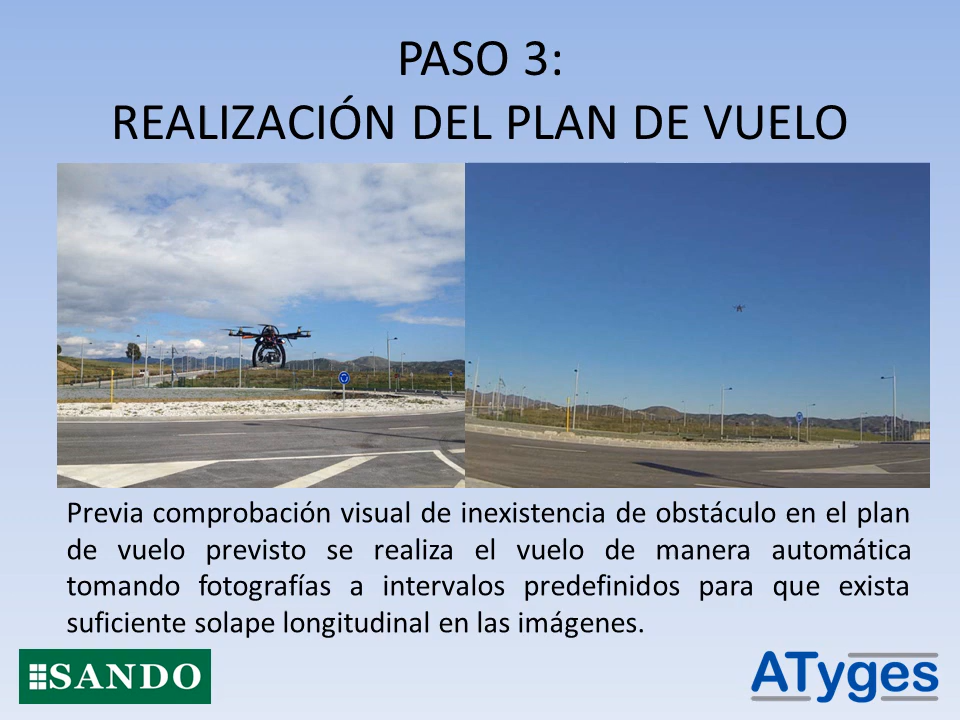 PASO 3:
REALIZACIÓN DEL PLAN DE VUELO
Previa comprobación visual de inexistencia de obstáculo en el plan
de vuelo previsto se realiza el vuelo de manera automática
tomando fotografías a intervalos predefinidos para que exista
suficiente solape longitudinal en las imágenes.
SANDO
ATyges